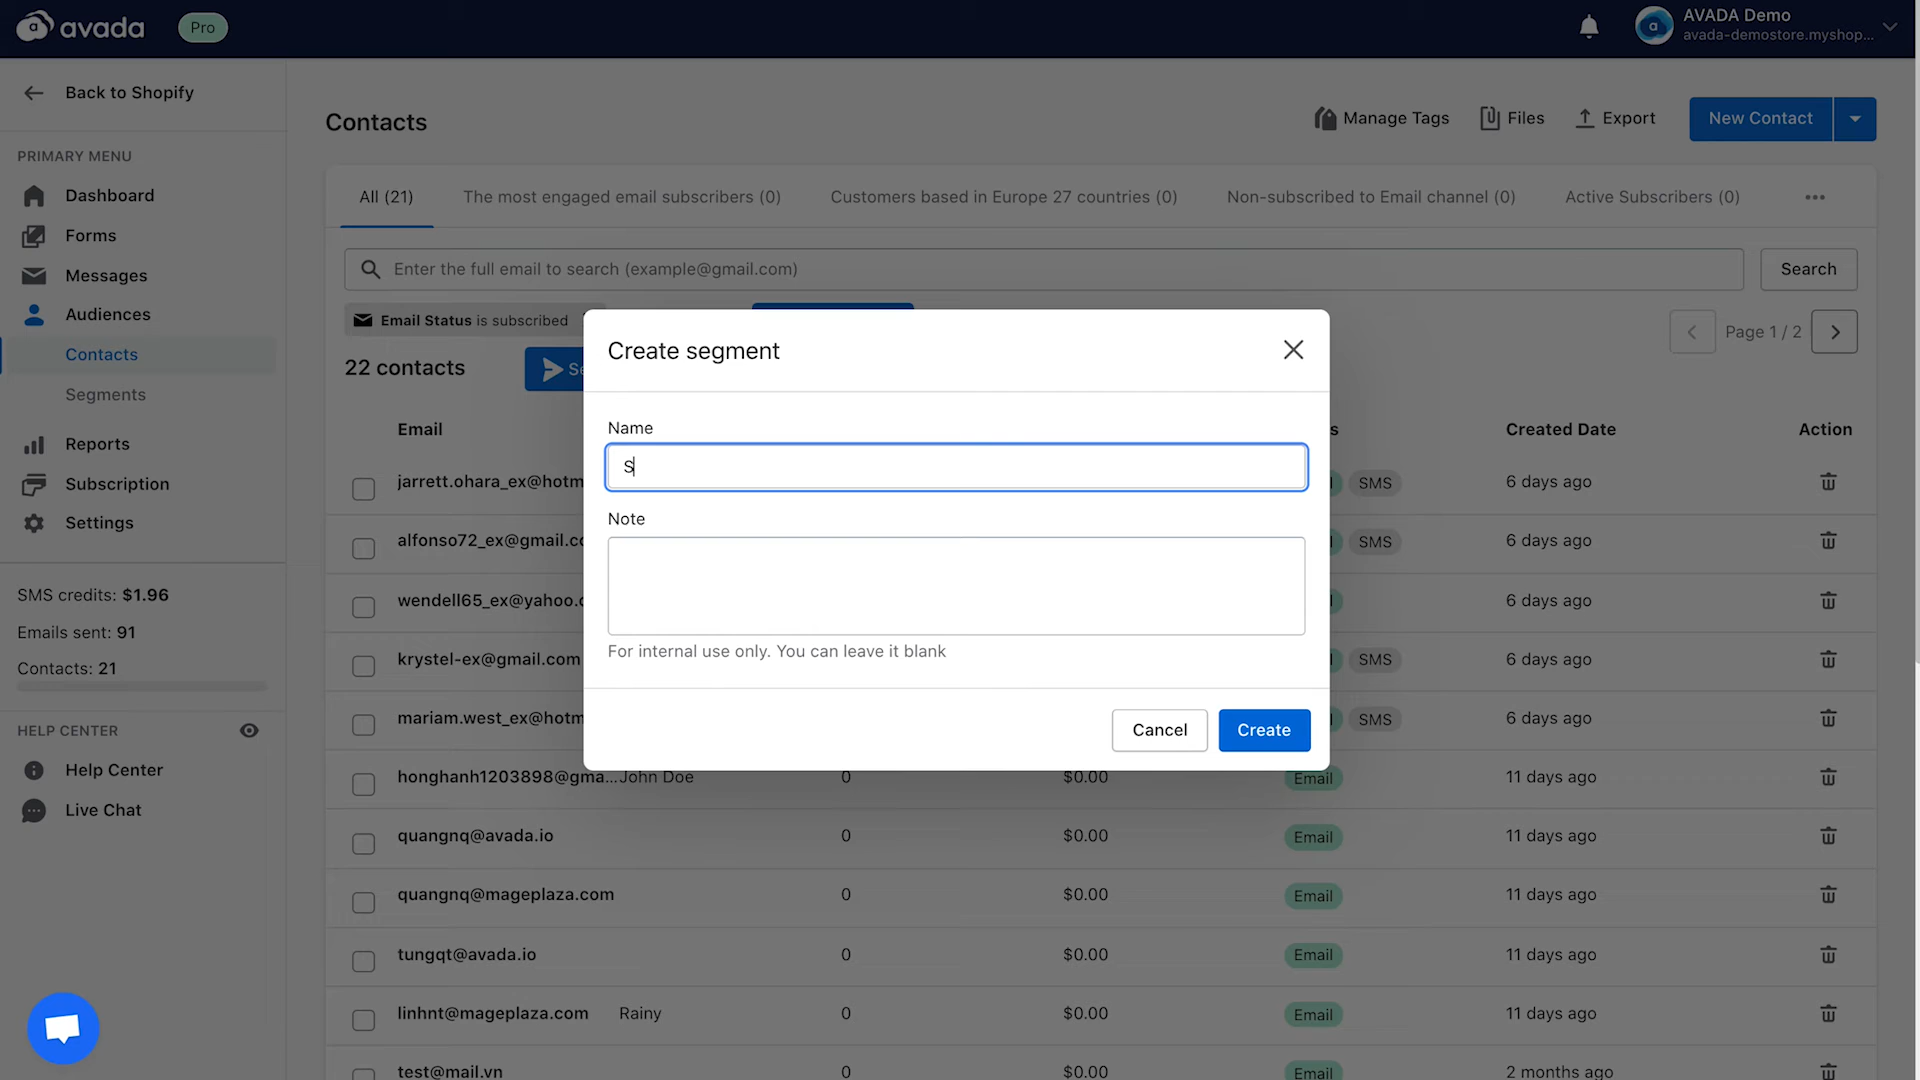 avada Pro
AVADA Demo
avada-demostore.myshop...
Back to Shopify
PRIMARY MENU
Dashboard
Forms
Messages
Audiences
Contacts
Segments
Reports
Subscription
Settings
SMS credits: $1.96
Emails sent: 91
Contacts: 21
HELP CENTER
Help Center
Live Chat
Contacts
Manage Tags Files Export New Contact
All (21) The most engaged email subscribers (0) Customers based in Europe 27 countries (0) Non-subscribed to Email channel (0) Active Subscribers (0)
Enter the full email to search (example@gmail.com) Search
Email Status is subscribed
Page 1 / 2
22 contacts
Email Created Date Action
jarrett.ohara_ex@hotm SMS 6 days ago
alfonso72_ex@gmail.c SMS 6 days ago
wendell65_ex@yahoo. 6 days ago
krystel-ex@gmail.com SMS 6 days ago
mariam.west_ex@hotm SMS 6 days ago
honghanh1203898@gma... John Doe 0 $0.00 Email 11 days ago
quangnq@avada.io 0 $0.00 Email 11 days ago
quangnq@mageplaza.com 0 $0.00 Email 11 days ago
tungqt@avada.io 0 $0.00 Email 11 days ago
linhnt@mageplaza.com Rainy 0 $0.00 Email 11 days ago
test@mail.vn 0 $0.00 Email 2 months ago
Create segment
Name
S
Note
For internal use only. You can leave it blank
Cancel Create